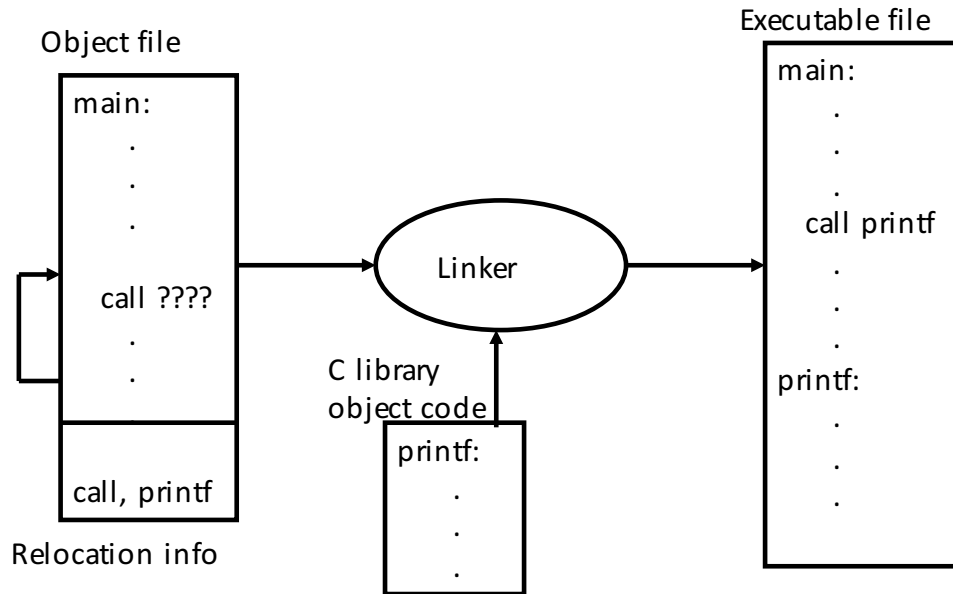 Object file
main:
.
.
.
call ????
.
.
.
call, printf
Relocation info
Linker
C library
object code
printf:
.
.
.
Executable file
main:
.
.
.
call printf
.
.
.
printf:
.
.
.